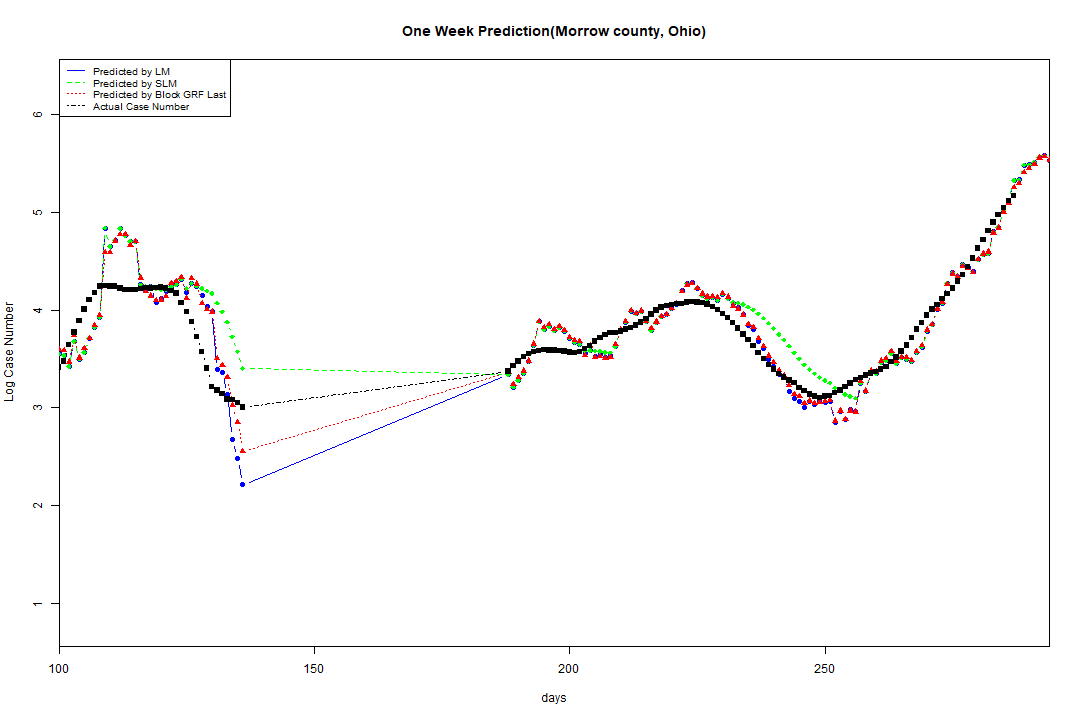 One Week Prediction(Morrow county, Ohio)
Predicted by LM
Predicted by SLM
Predicted by Block GRF Last
Actual Case Number
6
5
4
3
2
1
Log Case Number
100 150 200 250
days